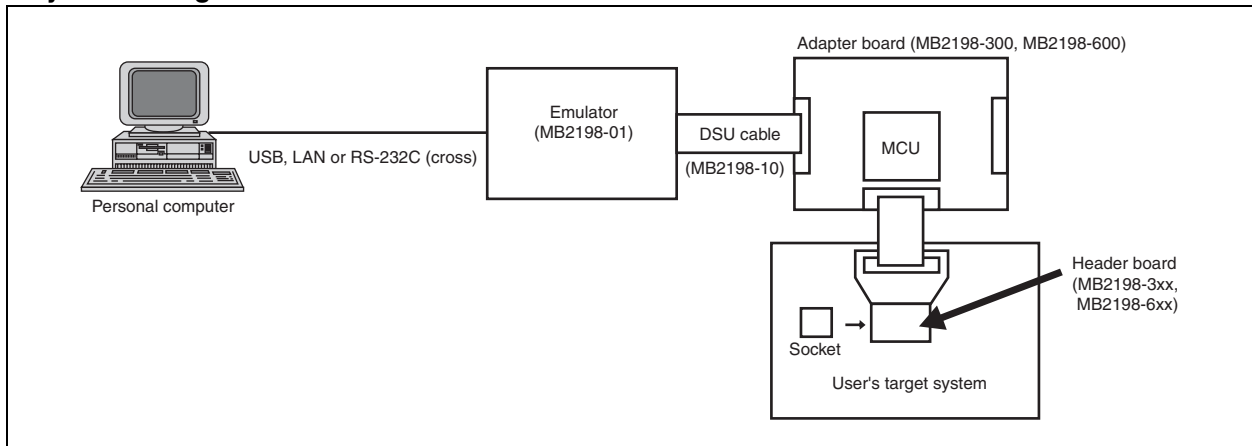 Adapter board (MB2198-300, MB2198-600)
Emulator
(MB2198-01)
DSU cable
(MB2198-10)
MCU
USB, LAN or RS-232C (cross)
Personal computer
Header board
(MB2198-3xx,
MB2198-6xx)
Socket
User's target system